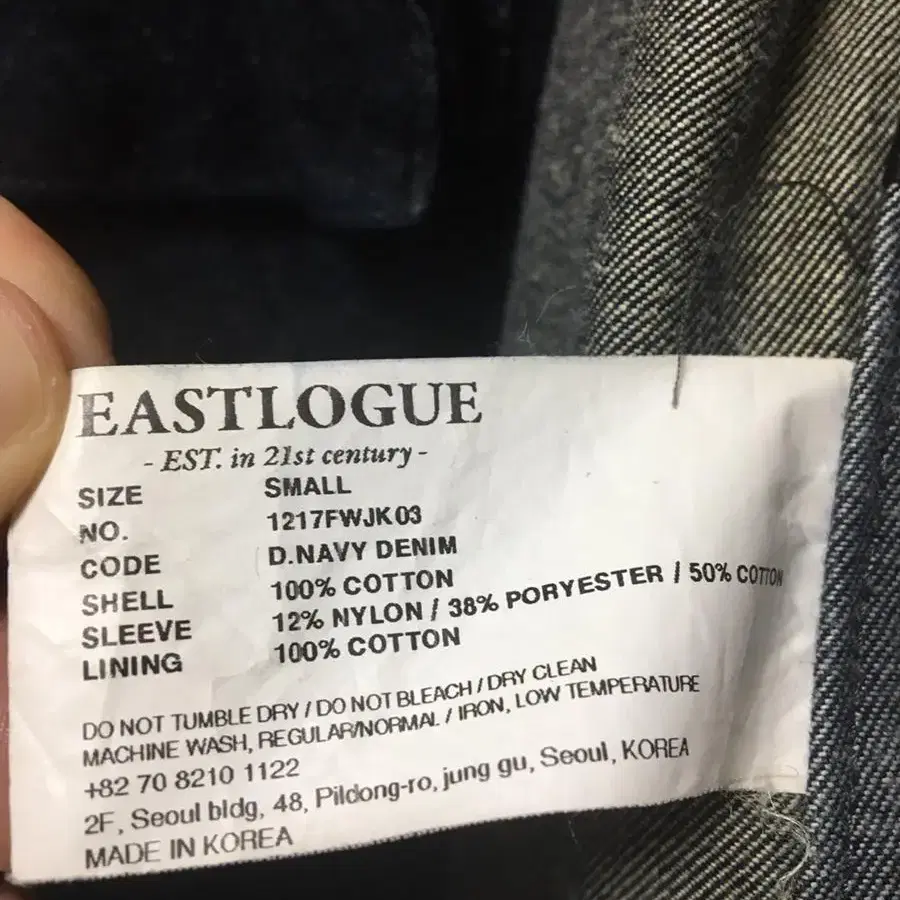 EASTLOGUE
- EST. in 21st century -
SIZE SMALL
NO. 1217FWJK03
CODE D.NAVY DENIM
SHELL 100% COTTON
SLEEVE 12% NYLON / 38% PORYESTER / 50% COTTON
LINING 100% COTTON
DO NOT TUMBLE DRY / DO NOT BLEACH / DRY CLEAN
MACHINE WASH, REGULAR/NORMAL / IRON, LOW TEMPERATURE
+82 70 8210 1122
2F, Seoul bldg, 48, Pildong-ro, jung gu, Seoul, KOREA
MADE IN KOREA